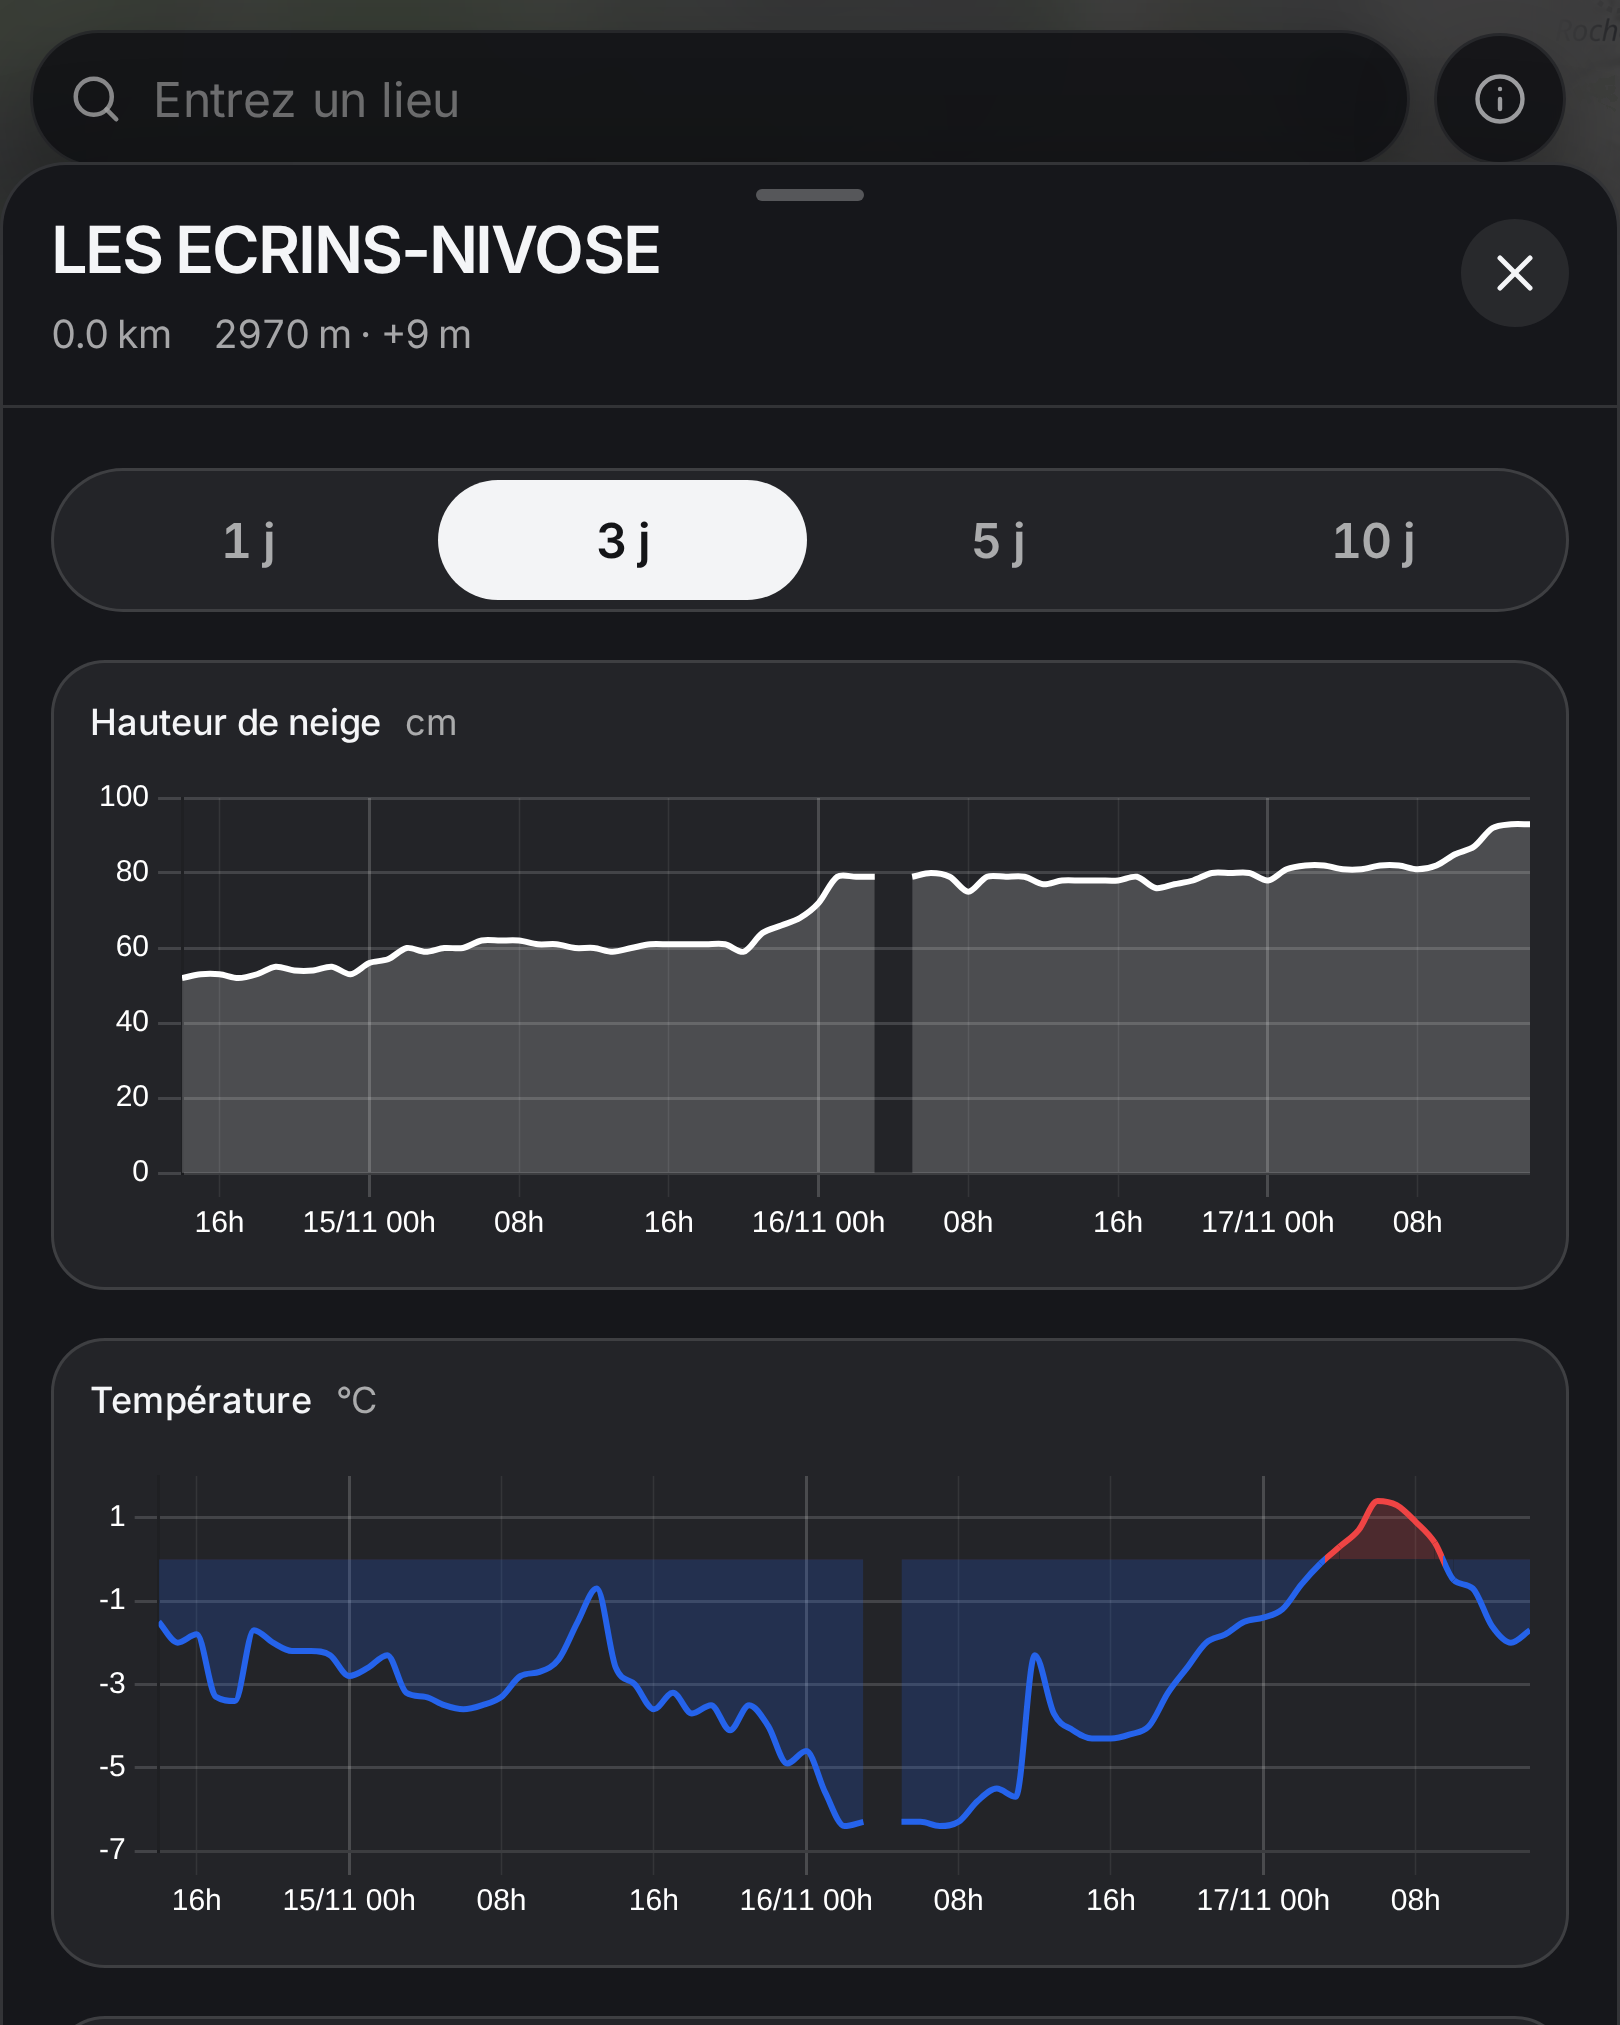 Roch
Entrez un lieu
LES ECRINS-NIVOSE
0.0 km 2970 m · +9 m
1 j 3 j 5 j 10 j
Hauteur de neige cm
100
80
60
40
20
0
16h 15/11 00h 08h 16h 16/11 00h 08h 16h 17/11 00h 08h
Température °C
1
-1
-3
-5
-7
16h 15/11 00h 08h 16h 16/11 00h 08h 16h 17/11 00h 08h